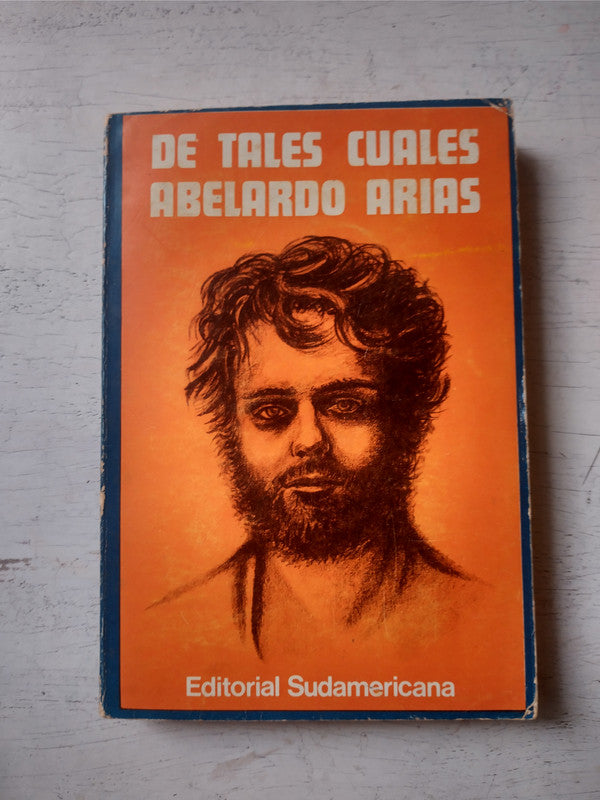 DE TALES CUALES
ABELARDO ARIAS
Editorial Sudamericana